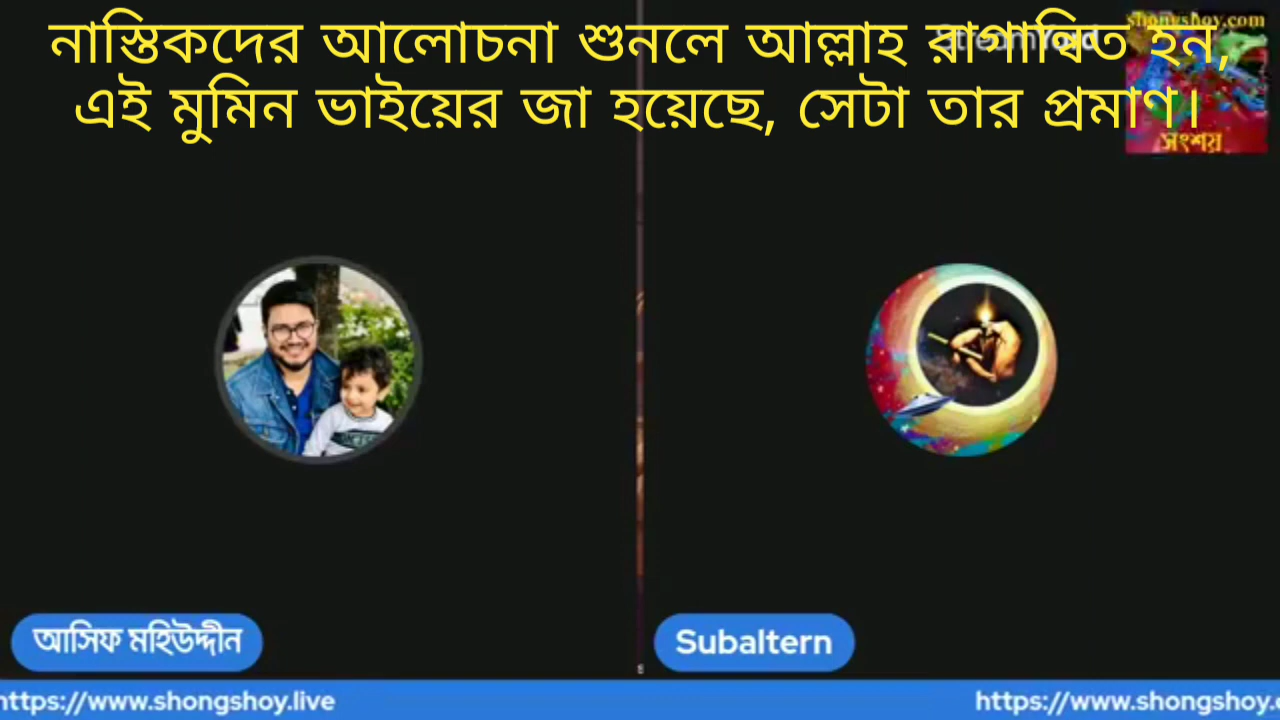 নাস্তিকদের আলোচনা শুনলে আল্লাহ রাগান্বিত হন,
এই মুমিন ভাইয়ের জা হয়েছে, সেটা তার প্রমাণ।
shongshoy.com
StreamYard
সংশয়
আসিফ মহিউদ্দীন
Subaltern
https://www.shongshoy.live
https://www.shongshoy.